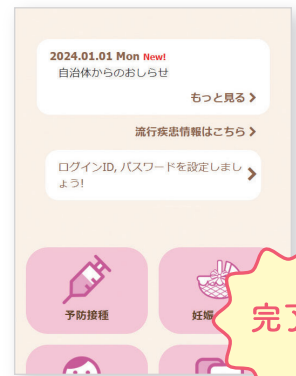 2024.01.01 Mon New!
自治体からのおしらせ
もっと見る
流行疾患情報はこちら
ログインID, パスワードを設定しまし
ょう!
予防接種
妊娠
完了